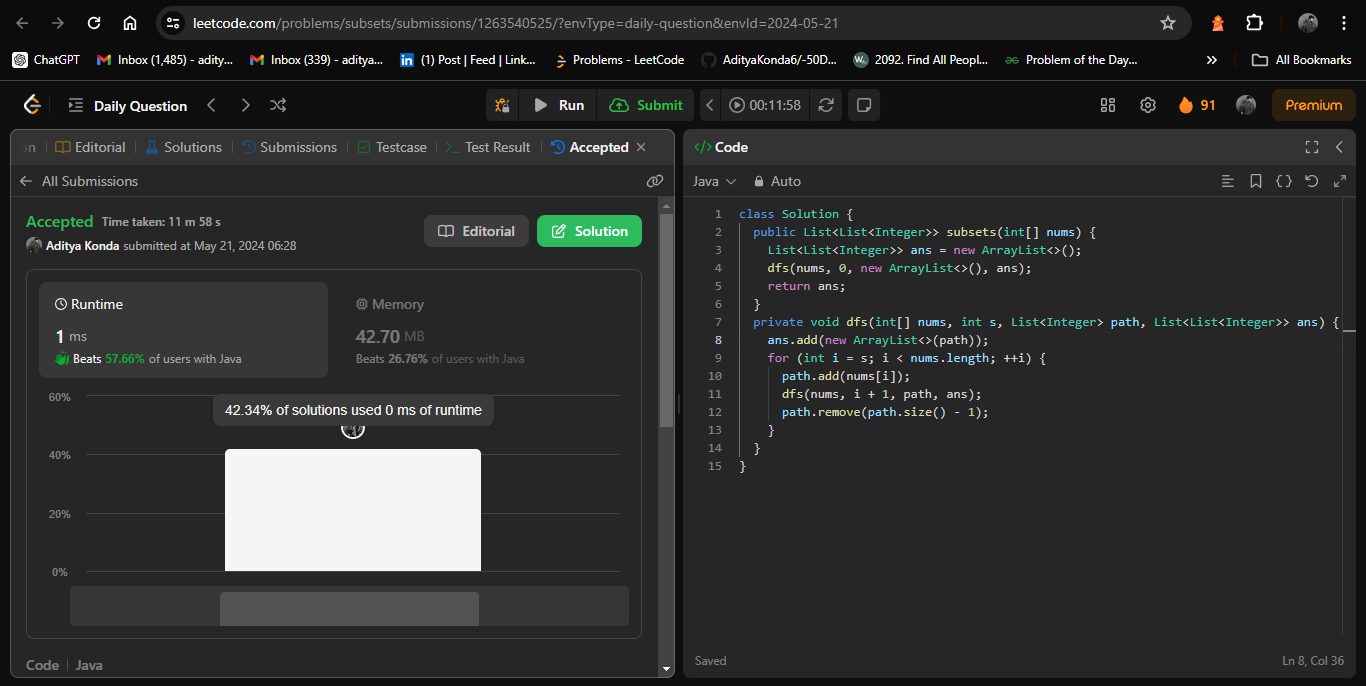 leetcode.com/problems/subsets/submissions/1263540525/?envType=daily-question&envId=2024-05-21
ChatGPT Inbox (1,485) - adity... Inbox (339) - aditya... (1) Post | Feed | Link... Problems - LeetCode AdityaKonda6/-50D... 2092. Find All Peopl... Problem of the Day... » All Bookmarks
Daily Question Run Submit 00:11:58 91 Premium
on Editorial Solutions Submissions Testcase Test Result Accepted
All Submissions
Accepted Time taken: 11 m 58 s
Aditya Konda submitted at May 21, 2024 06:28
Editorial Solution
Runtime
1 ms
Beats 57.66% of users with Java
Memory
42.70 MB
Beats 26.76% of users with Java
42.34% of solutions used 0 ms of runtime
60%
40%
20%
0%
Code | Java
</> Code
Java Auto
1 class Solution {
2 public List<List<Integer>> subsets(int[] nums) {
3 List<List<Integer>> ans = new ArrayList<>();
4 dfs(nums, 0, new ArrayList<>(), ans);
5 return ans;
6 }
7 private void dfs(int[] nums, int s, List<Integer> path, List<List<Integer>> ans) {
8 ans.add(new ArrayList<>(path));
9 for (int i = s; i < nums.length; ++i) {
10 path.add(nums[i]);
11 dfs(nums, i + 1, path, ans);
12 path.remove(path.size() - 1);
13 }
14 }
15 }
Saved Ln 8, Col 36